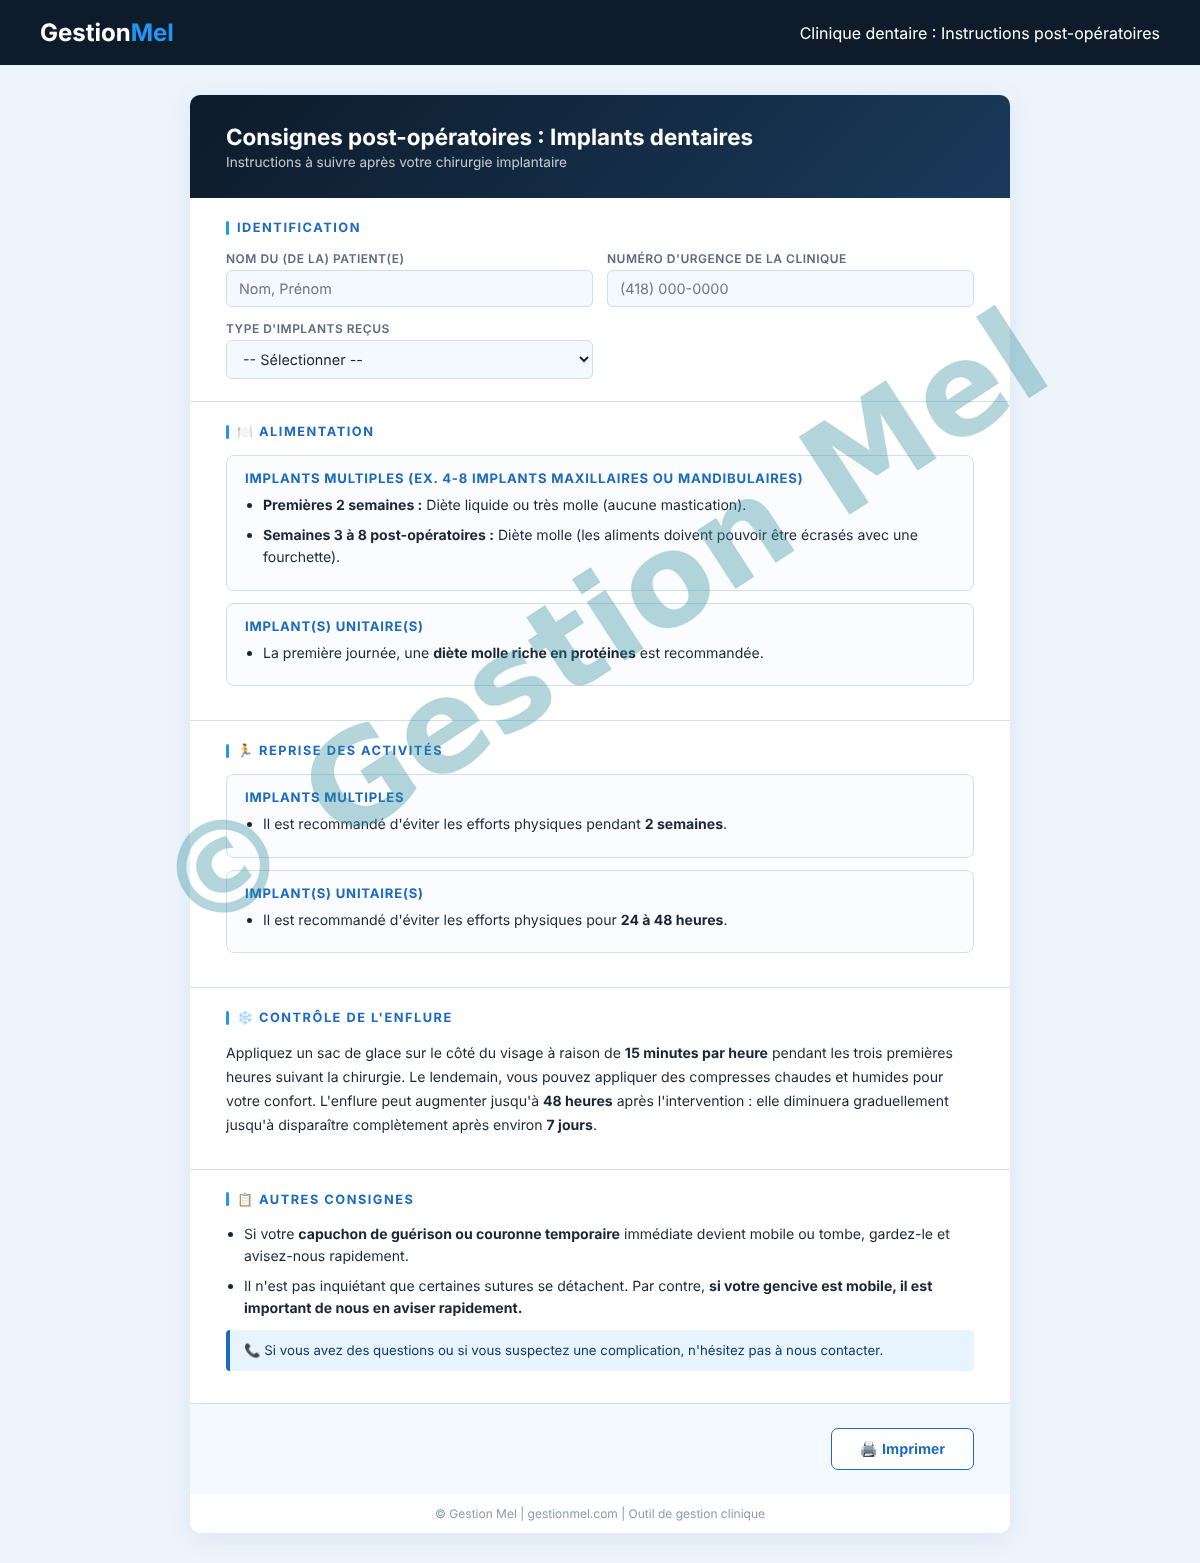 GestionMel
Clinique dentaire : Instructions post-opératoires
Consignes post-opératoires : Implants dentaires
Instructions à suivre après votre chirurgie implantaire
IDENTIFICATION
NOM DU (DE LA) PATIENT(E)
Nom, Prénom
NUMÉRO D'URGENCE DE LA CLINIQUE
(418) 000-0000
TYPE D'IMPLANTS REÇUS
-- Sélectionner --
🍽️ ALIMENTATION
IMPLANTS MULTIPLES (EX. 4-8 IMPLANTS MAXILLAIRES OU MANDIBULAIRES)
• Premières 2 semaines : Diète liquide ou très molle (aucune mastication).
• Semaines 3 à 8 post-opératoires : Diète molle (les aliments doivent pouvoir être écrasés avec une
fourchette).
IMPLANT(S) UNITAIRE(S)
• La première journée, une diète molle riche en protéines est recommandée.
🏃 REPRISE DES ACTIVITÉS
IMPLANTS MULTIPLES
• Il est recommandé d'éviter les efforts physiques pendant 2 semaines.
IMPLANT(S) UNITAIRE(S)
• Il est recommandé d'éviter les efforts physiques pour 24 à 48 heures.
❄️ CONTRÔLE DE L'ENFLURE
Appliquez un sac de glace sur le côté du visage à raison de 15 minutes par heure pendant les trois premières
heures suivant la chirurgie. Le lendemain, vous pouvez appliquer des compresses chaudes et humides pour
votre confort. L'enflure peut augmenter jusqu'à 48 heures après l'intervention : elle diminuera graduellement
jusqu'à disparaître complètement après environ 7 jours.
📋 AUTRES CONSIGNES
• Si votre capuchon de guérison ou couronne temporaire immédiate devient mobile ou tombe, gardez-le et
avisez-nous rapidement.
• Il n'est pas inquiétant que certaines sutures se détachent. Par contre, si votre gencive est mobile, il est
important de nous en aviser rapidement.
📞 Si vous avez des questions ou si vous suspectez une complication, n'hésitez pas à nous contacter.
🖨️ Imprimer
© Gestion Mel | gestionmel.com | Outil de gestion clinique
© Gestion Mel